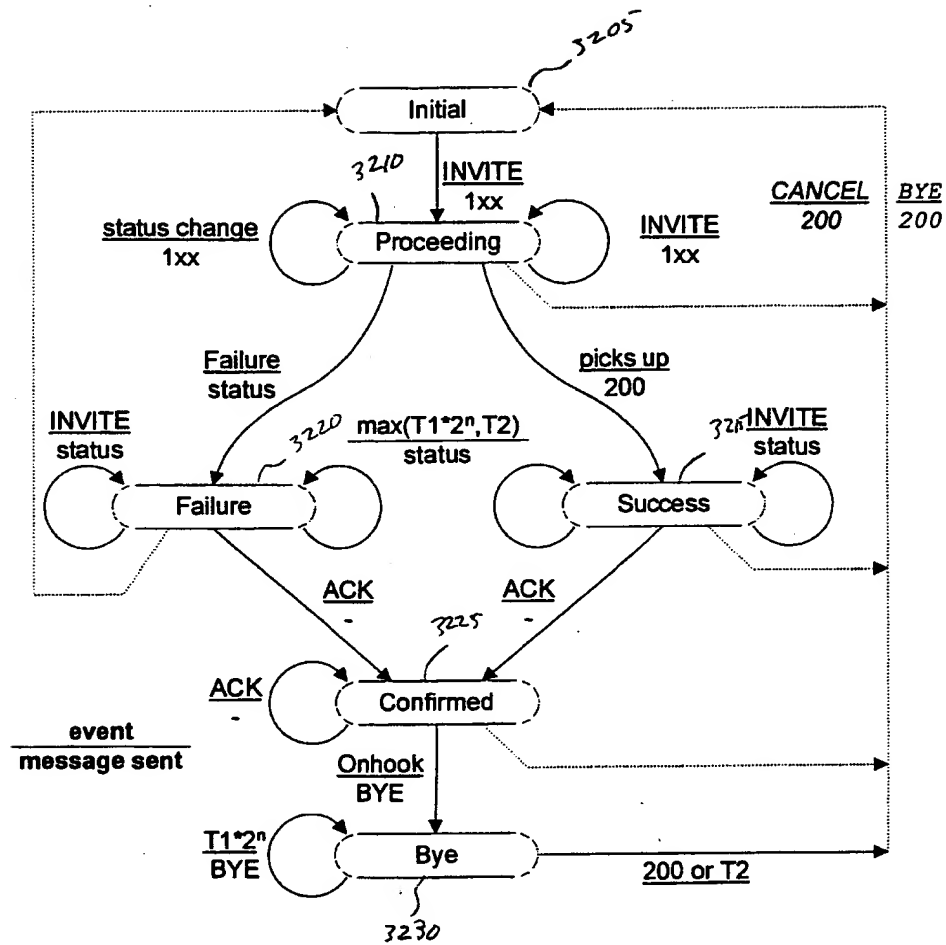 3205
Initial
3210
INVITE
1xx
CANCEL
200
BYE
200
status change
1xx
Proceeding
INVITE
1xx
Failure
status
picks up
200
INVITE
status
3220
max(T1*2ⁿ,T2)
status
INVITE
status
Failure
Success
ACK
-
ACK
-
3225
ACK
-
Confirmed
event
message sent
Onhook
BYE
T1*2ⁿ
BYE
Bye
200 or T2
3230